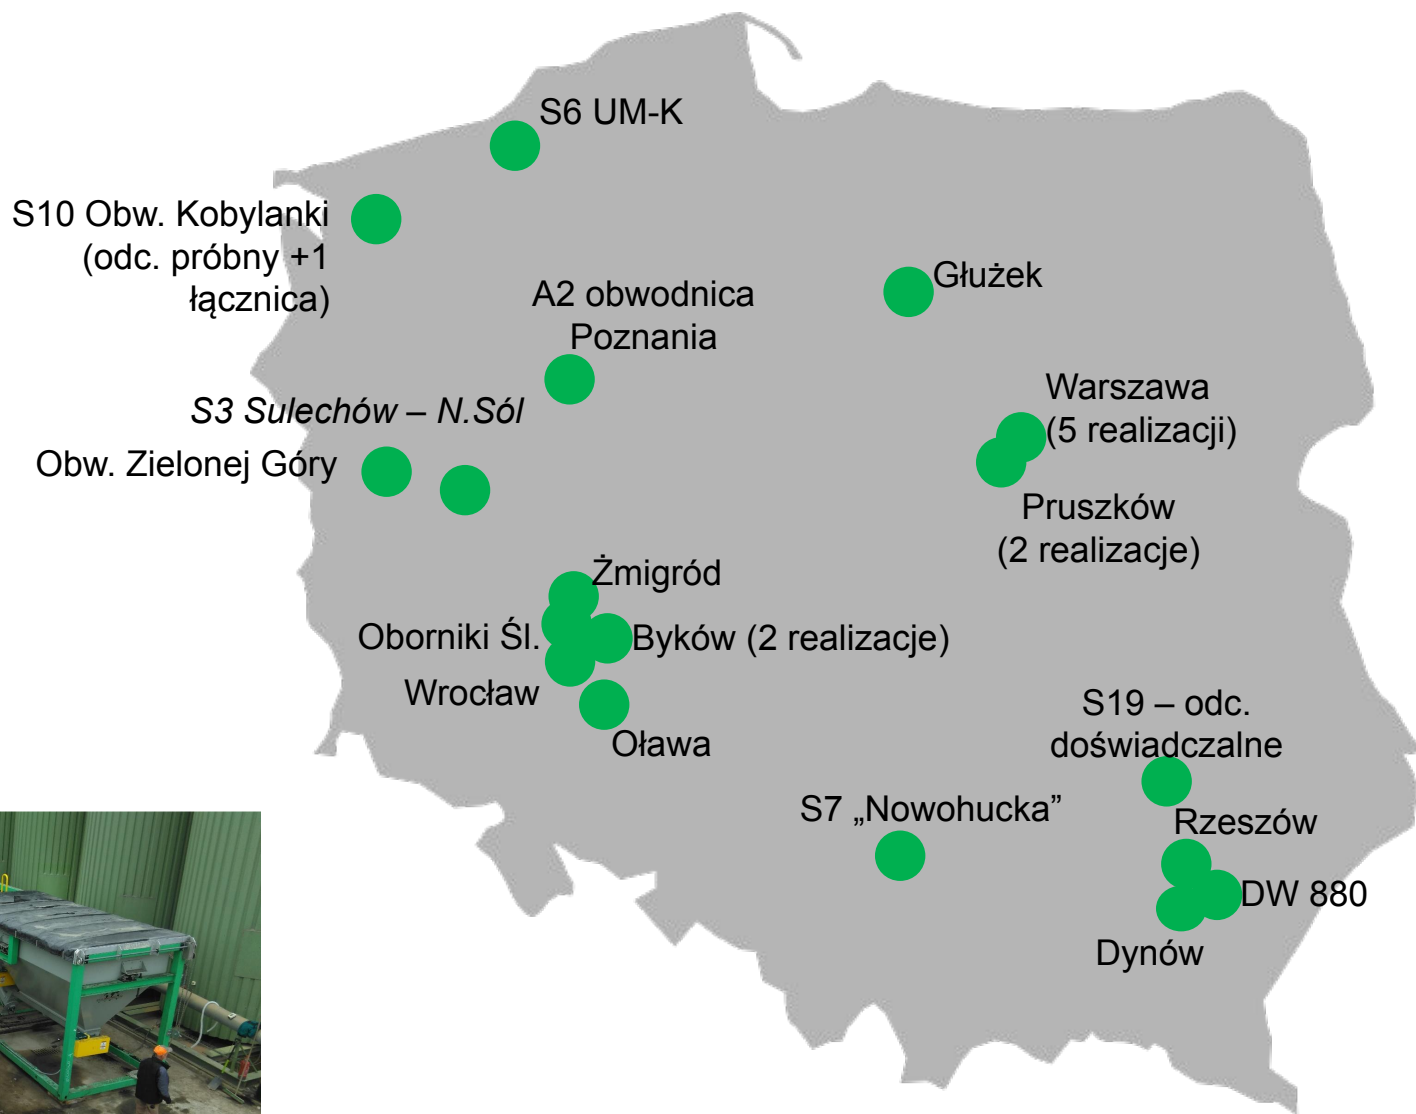 S6 UM-K
S10 Obw. Kobylanki
(odc. próbny +1
łącznica)
Głużek
A2 obwodnica
Poznania
Warszawa
(5 realizacji)
S3 Sulechów – N.Sól
Obw. Zielonej Góry
Pruszków
(2 realizacje)
Żmigród
Oborniki Śl.
Byków (2 realizacje)
Wrocław
Oława
S19 – odc.
doświadczalne
S7 „Nowohucka”
Rzeszów
DW 880
Dynów